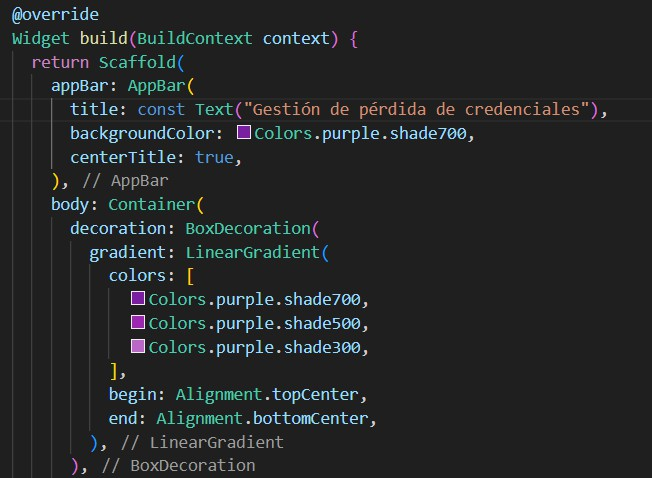 @override
Widget build(BuildContext context) {
  return Scaffold(
    appBar: AppBar(
      title: const Text("Gestión de pérdida de credenciales"),
      backgroundColor: Colors.purple.shade700,
      centerTitle: true,
    ), // AppBar
    body: Container(
      decoration: BoxDecoration(
        gradient: LinearGradient(
          colors: [
            Colors.purple.shade700,
            Colors.purple.shade500,
            Colors.purple.shade300,
          ],
          begin: Alignment.topCenter,
          end: Alignment.bottomCenter,
        ), // LinearGradient
      ), // BoxDecoration